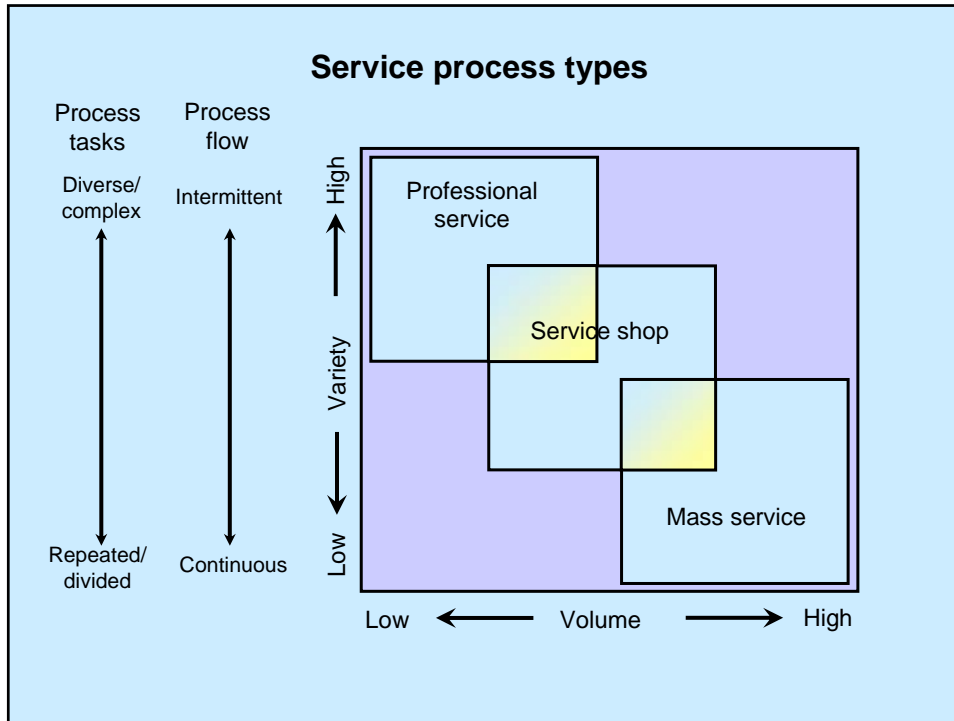 Service process types
Process
tasks
Process
flow
Diverse/
complex
Intermittent
Repeated/
divided
Continuous
High
Variety
Low
Professional
service
Service shop
Mass service
Low
Volume
High